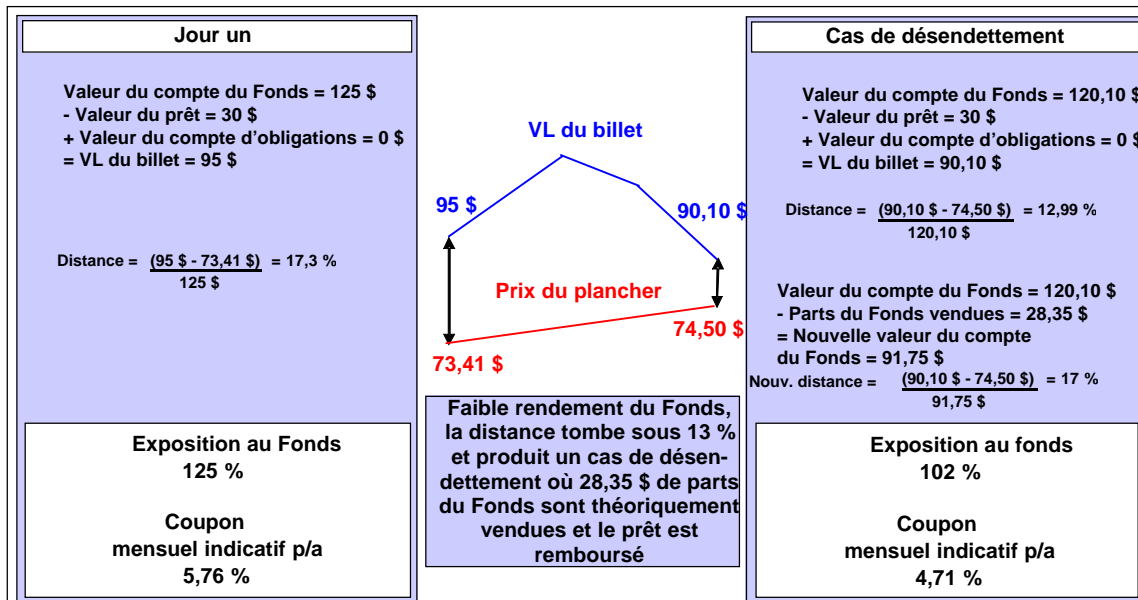 Jour un
Valeur du compte du Fonds = 125 $
- Valeur du prêt = 30 $
+ Valeur du compte d'obligations = 0 $
= VL du billet = 95 $
Distance = (95 $ - 73,41 $) = 17,3 %
125 $
Exposition au Fonds
125 %
Coupon
mensuel indicatif p/a
5,76 %
VL du billet
95 $
90,10 $
Prix du plancher
74,50 $
73,41 $
Faible rendement du Fonds,
la distance tombe sous 13 %
et produit un cas de désen-
dettement où 28,35 $ de parts
du Fonds sont théoriquement
vendues et le prêt est
remboursé
Cas de désendettement
Valeur du compte du Fonds = 120,10 $
- Valeur du prêt = 30 $
+ Valeur du compte d'obligations = 0 $
= VL du billet = 90,10 $
Distance = (90,10 $ - 74,50 $) = 12,99 %
120,10 $
Valeur du compte du Fonds = 120,10 $
- Parts du Fonds vendues = 28,35 $
= Nouvelle valeur du compte
du Fonds = 91,75 $
Nouv. distance = (90,10 $ - 74,50 $) = 17 %
91,75 $
Exposition au fonds
102 %
Coupon
mensuel indicatif p/a
4,71 %